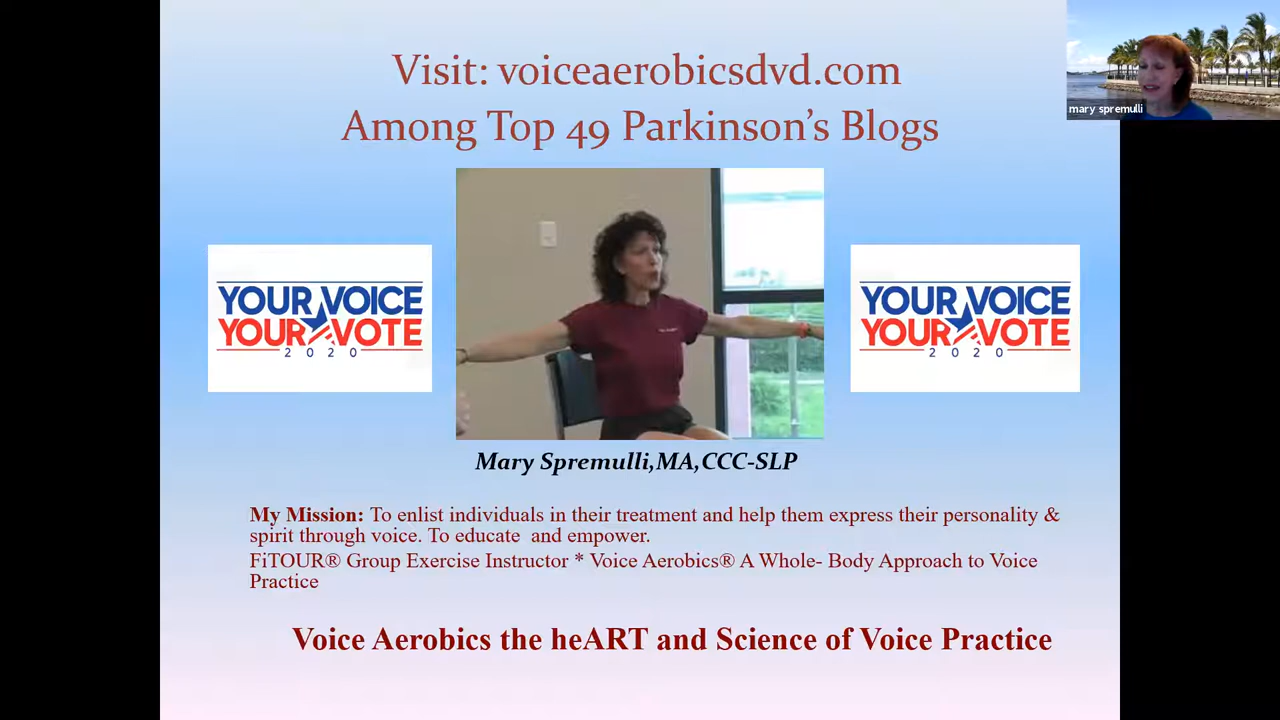 Visit: voiceaerobicsdvd.com
Among Top 49 Parkinson's Blogs
mary spremulli
YOUR VOICE
YOUR VOTE
2020
YOUR VOICE
YOUR VOTE
2020
Mary Spremulli,MA,CCC-SLP
My Mission: To enlist individuals in their treatment and help them express their personality &
spirit through voice. To educate and empower.
FiTOUR® Group Exercise Instructor * Voice Aerobics® A Whole- Body Approach to Voice
Practice
Voice Aerobics the heART and Science of Voice Practice